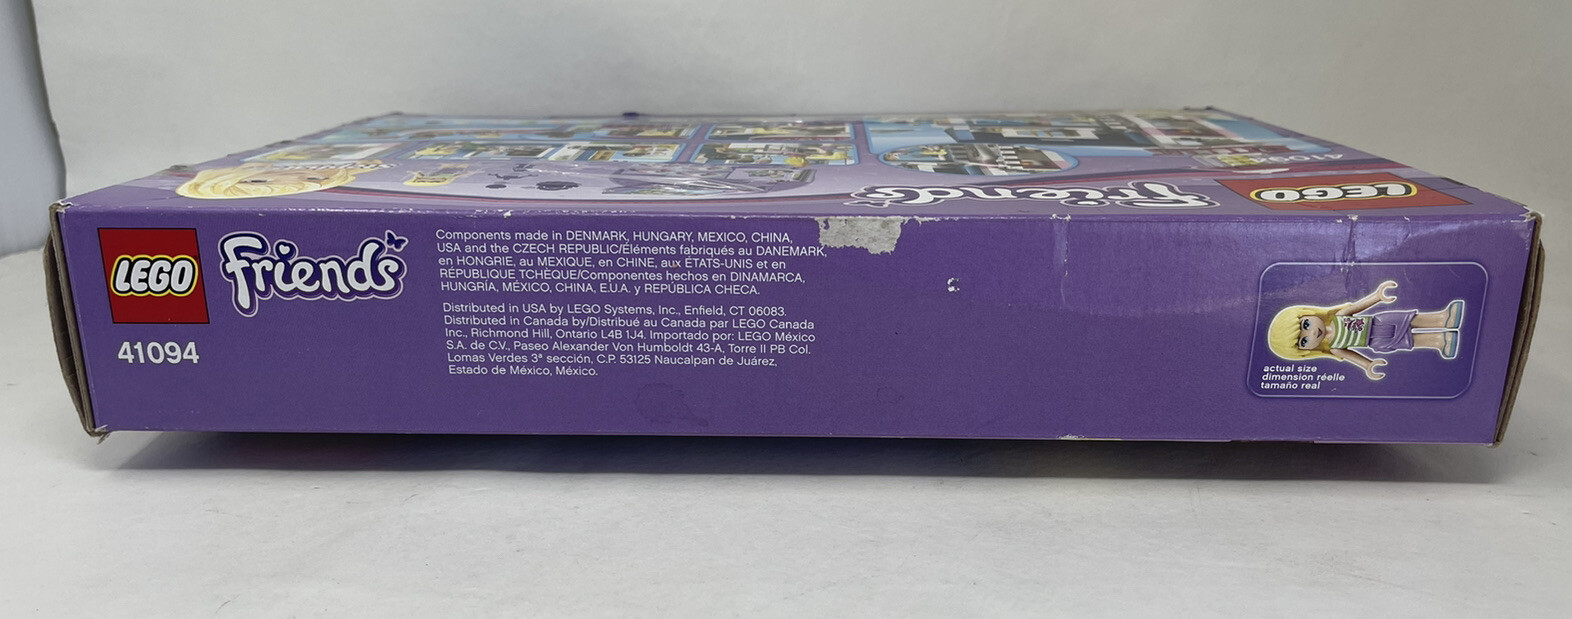 LEGO
Friends
41094
LEGO
Friends
41094
Components made in DENMARK, HUNGARY, MEXICO, CHINA,
USA and the CZECH REPUBLIC/Éléments fabriqués au DANEMARK,
en HONGRIE, au MEXIQUE, en CHINE, aux ÉTATS-UNIS et en
RÉPUBLIQUE TCHÈQUE/Componentes hechos en DINAMARCA,
HUNGRÍA, MÉXICO, CHINA, E.U.A. y REPÚBLICA CHECA.
Distributed in USA by LEGO Systems, Inc., Enfield, CT 06083.
Distributed in Canada by/Distribué au Canada par LEGO Canada
Inc., Richmond Hill, Ontario L4B 1J4. Importado por: LEGO México
S.A. de C.V., Paseo Alexander Von Humboldt 43-A, Torre II PB Col.
Lomas Verdes 3ª sección, C.P. 53125 Naucalpan de Juárez,
Estado de México, México.
actual size
dimension réelle
tamaño real